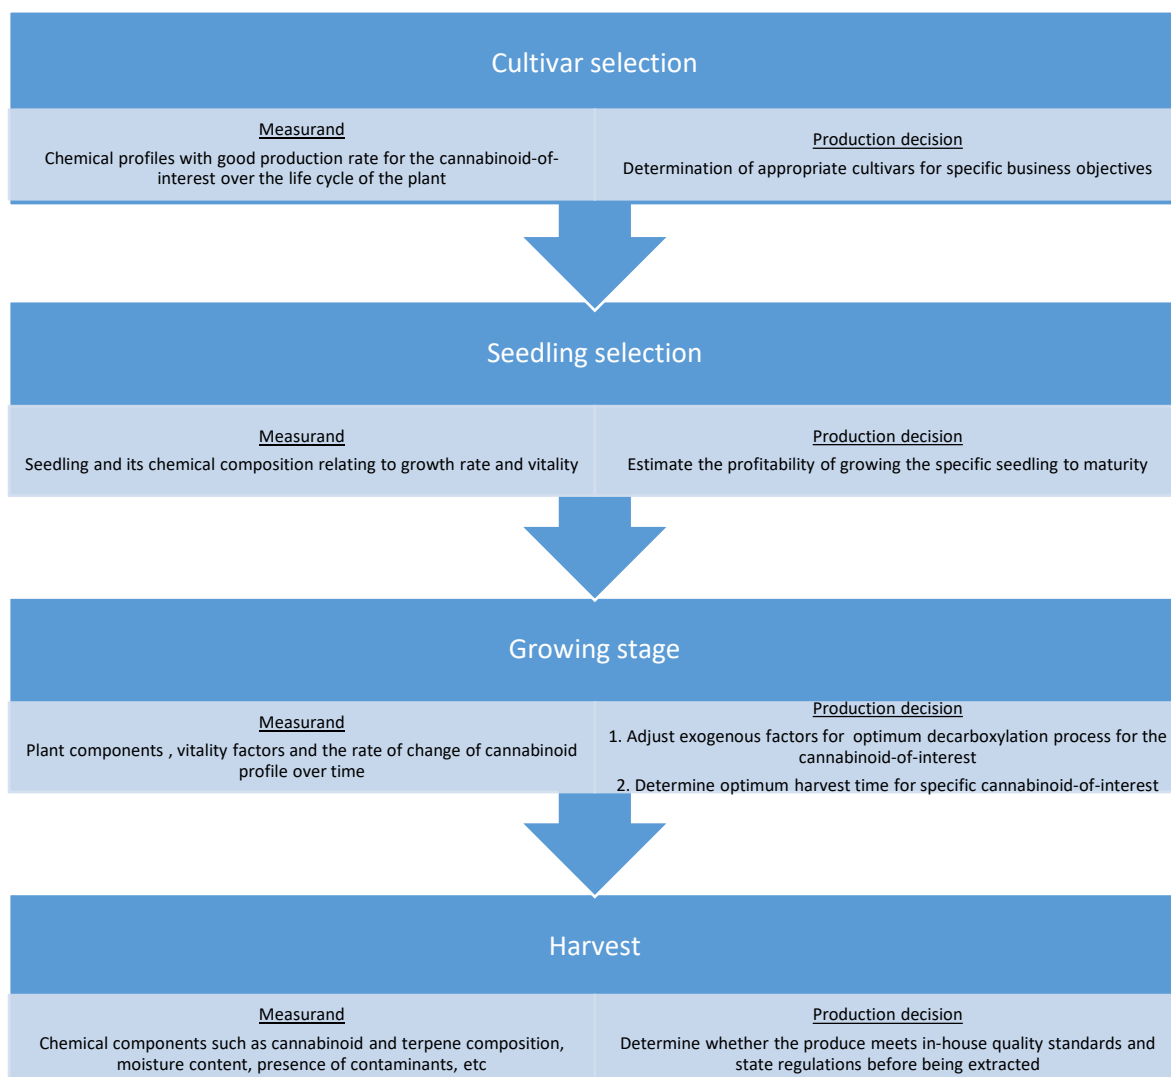 Cultivar selection
Measurand
Chemical profiles with good production rate for the cannabinoid-of-
interest over the life cycle of the plant
Production decision
Determination of appropriate cultivars for specific business objectives
Seedling selection
Measurand
Seedling and its chemical composition relating to growth rate and vitality
Production decision
Estimate the profitability of growing the specific seedling to maturity
Growing stage
Measurand
Plant components , vitality factors and the rate of change of cannabinoid
profile over time
Production decision
1. Adjust exogenous factors for optimum decarboxylation process for the
cannabinoid-of-interest
2. Determine optimum harvest time for specific cannabinoid-of-interest
Harvest
Measurand
Chemical components such as cannabinoid and terpene composition,
moisture content, presence of contaminants, etc
Production decision
Determine whether the produce meets in-house quality standards and
state regulations before being extracted